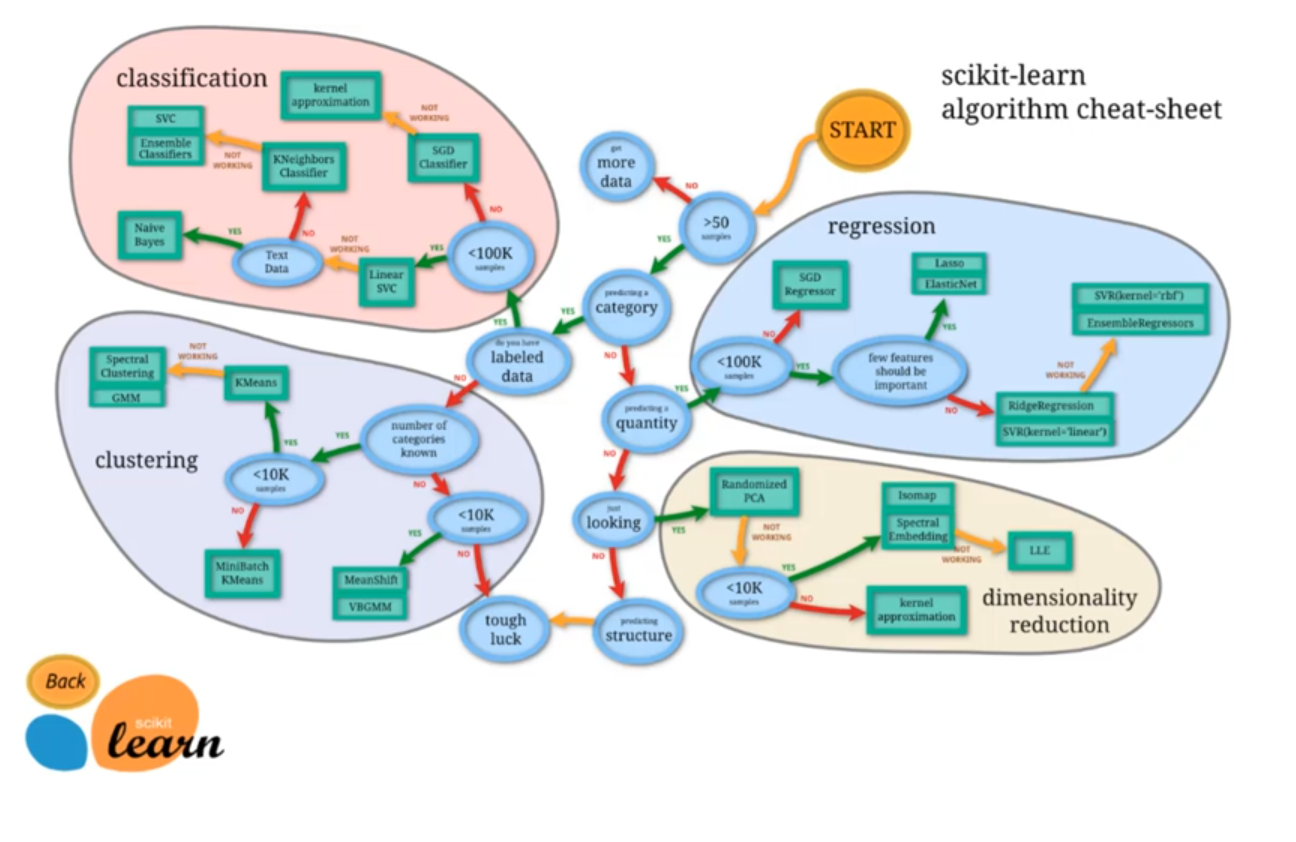 scikit-learn
algorithm cheat-sheet
START
get
more
data
NO
>50
samples
YES
predicting a
category
YES
NO
do you have
labeled
data
YES
NO
predicting a
quantity
YES
NO
just
looking
YES
NO
predicting
structure
tough
luck
classification
kernel
approximation
NOT
WORKING
SGD
Classifier
NO
<100K
samples
YES
Linear
SVC
NOT
WORKING
Text
Data
YES
NO
Naive
Bayes
KNeighbors
Classifier
NOT
WORKING
SVC
Ensemble
Classifiers
regression
<100K
samples
NO
SGD
Regressor
YES
few features
should be
important
YES
Lasso
ElasticNet
NO
RidgeRegression
SVR(kernel='linear')
NOT
WORKING
SVR(kernel='rbf')
EnsembleRegressors
clustering
number of
categories
known
YES
NO
<10K
samples
YES
KMeans
NOT
WORKING
Spectral
Clustering
GMM
NO
MiniBatch
KMeans
<10K
samples
YES
MeanShift
VBGMM
NO
dimensionality
reduction
Randomized
PCA
NOT
WORKING
<10K
samples
YES
Isomap
Spectral
Embedding
NOT
WORKING
LLE
NO
kernel
approximation
Back
scikit
learn